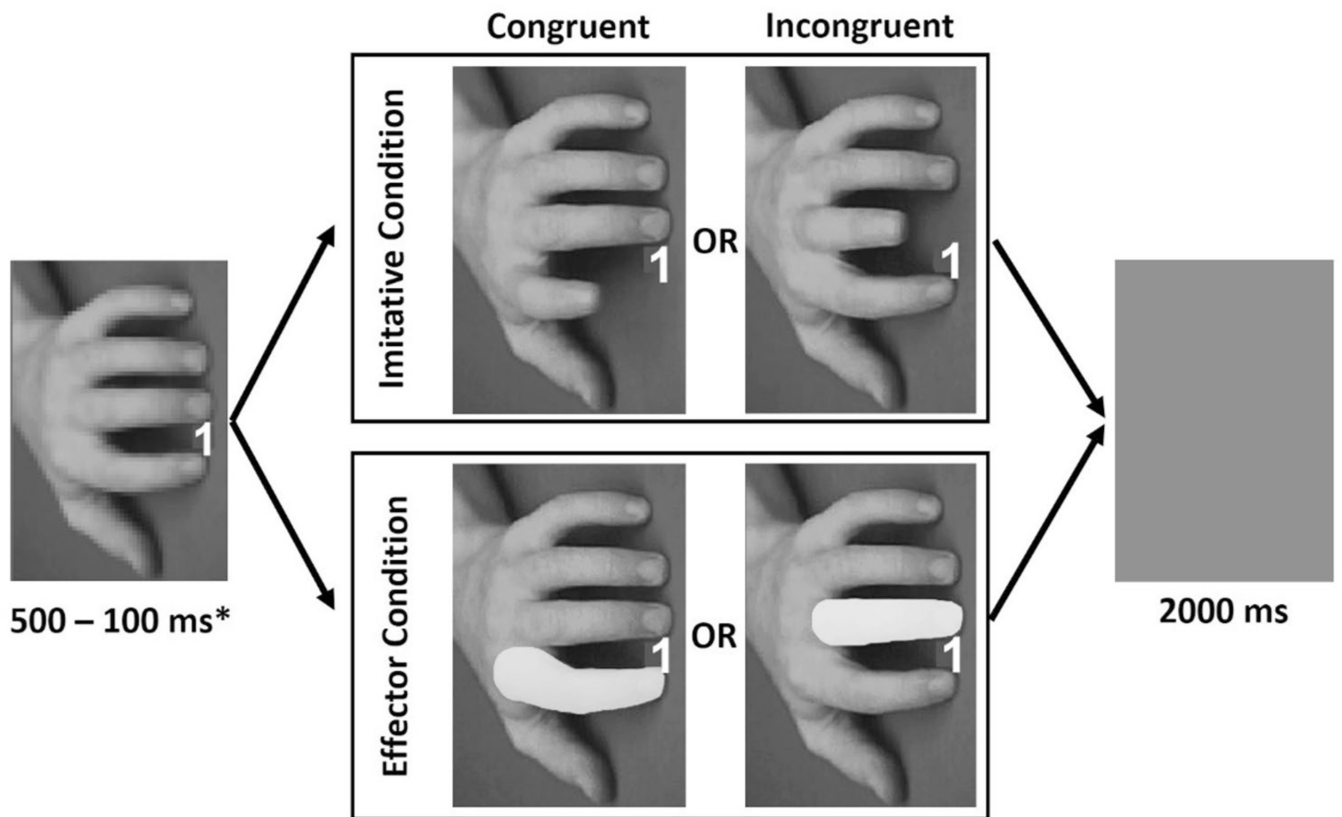 Congruent
Incongruent
Imitative Condition
1
OR
1
1
500 – 100 ms*
Effector Condition
1
OR
1
2000 ms